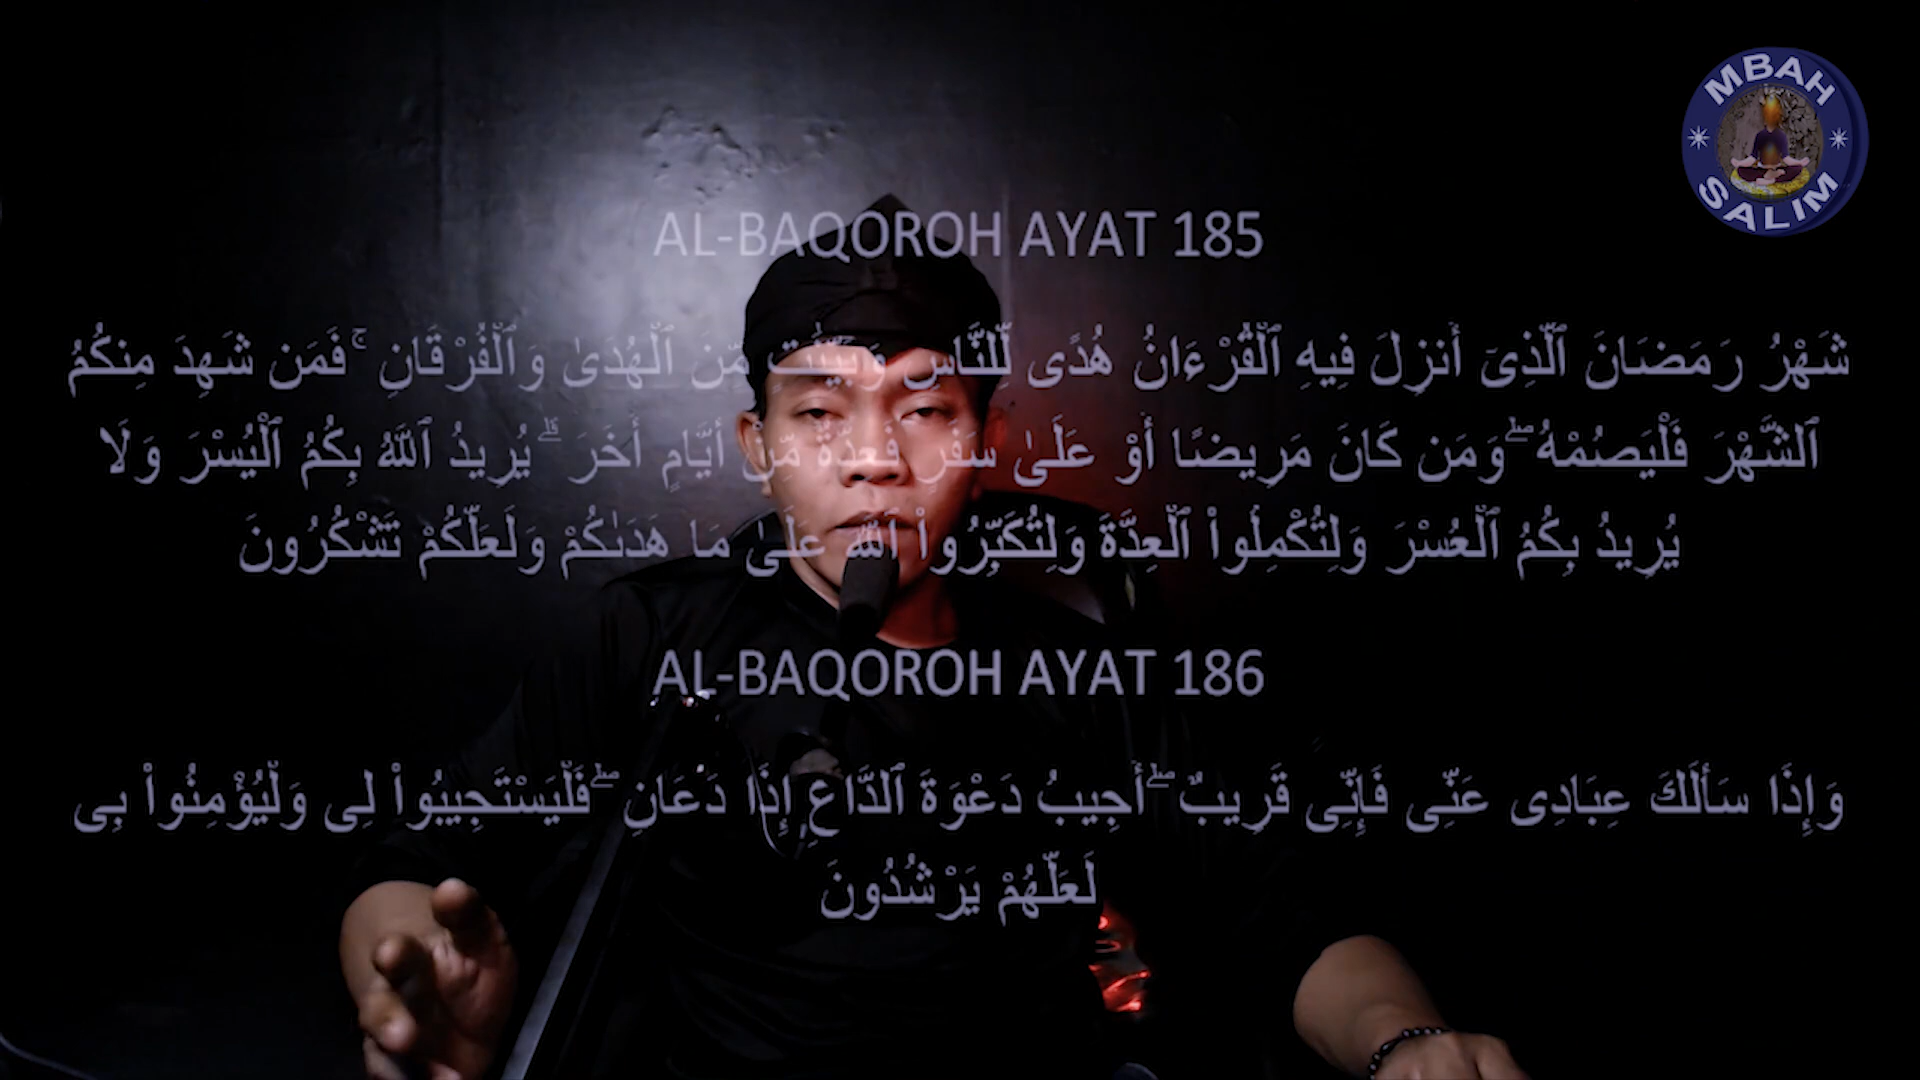 MBAH
SALIM
AL-BAQOROH AYAT 185
شَهْرُ رَمَضَانَ ٱلَّذِىٓ أُنزِلَ فِيهِ ٱلْقُرْءَانُ هُدًى لِّلنَّاسِ وَبَيِّنَٰتٍ مِّنَ ٱلْهُدَىٰ وَٱلْفُرْقَانِ ۚ فَمَن شَهِدَ مِنكُمُ
ٱلشَّهْرَ فَلْيَصُمْهُ ۖ وَمَن كَانَ مَرِيضًا أَوْ عَلَىٰ سَفَرٍ فَعِدَّةٌ مِّنْ أَيَّامٍ أُخَرَ ۗ يُرِيدُ ٱللَّهُ بِكُمُ ٱلْيُسْرَ وَلَا
يُرِيدُ بِكُمُ ٱلْعُسْرَ وَلِتُكْمِلُوا۟ ٱلْعِدَّةَ وَلِتُكَبِّرُوا۟ ٱللَّهَ عَلَىٰ مَا هَدَىٰكُمْ وَلَعَلَّكُمْ تَشْكُرُونَ
AL-BAQOROH AYAT 186
وَإِذَا سَأَلَكَ عِبَادِى عَنِّى فَإِنِّى قَرِيبٌ ۖ أُجِيبُ دَعْوَةَ ٱلدَّاعِ إِذَا دَعَانِ ۖ فَلْيَسْتَجِيبُوا۟ لِى وَلْيُؤْمِنُوا۟ بِى
لَعَلَّهُمْ يَرْشُدُونَ